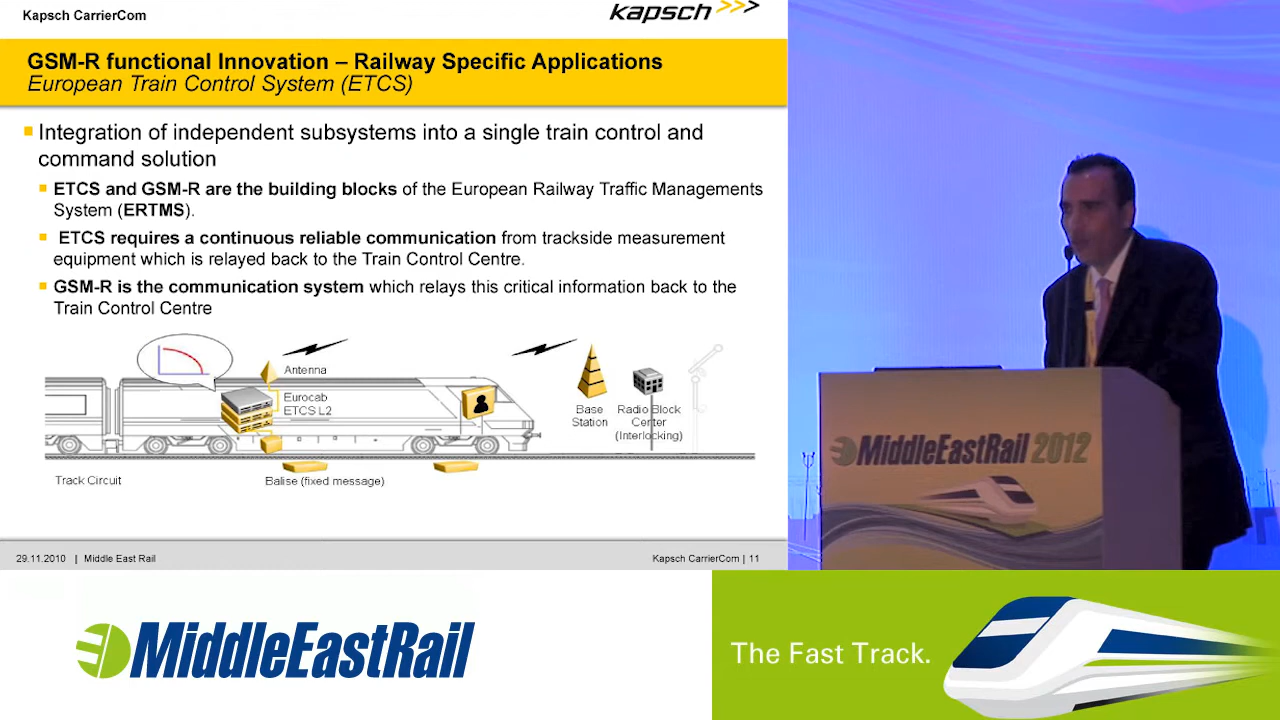 Kapsch CarrierCom
kapsch >>>
GSM-R functional Innovation – Railway Specific Applications
European Train Control System (ETCS)
Integration of independent subsystems into a single train control and
command solution
ETCS and GSM-R are the building blocks of the European Railway Traffic Managements
System (ERTMS).
ETCS requires a continuous reliable communication from trackside measurement
equipment which is relayed back to the Train Control Centre.
GSM-R is the communication system which relays this critical information back to the
Train Control Centre
Antenna
Eurocab
ETCS L2
Base
Station
Radio Block
Center
(Interlocking)
Track Circuit
Balise (fixed message)
29.11.2010 | Middle East Rail
Kapsch CarrierCom | 11
MiddleEastRail 2012
MiddleEastRail
The Fast Track.